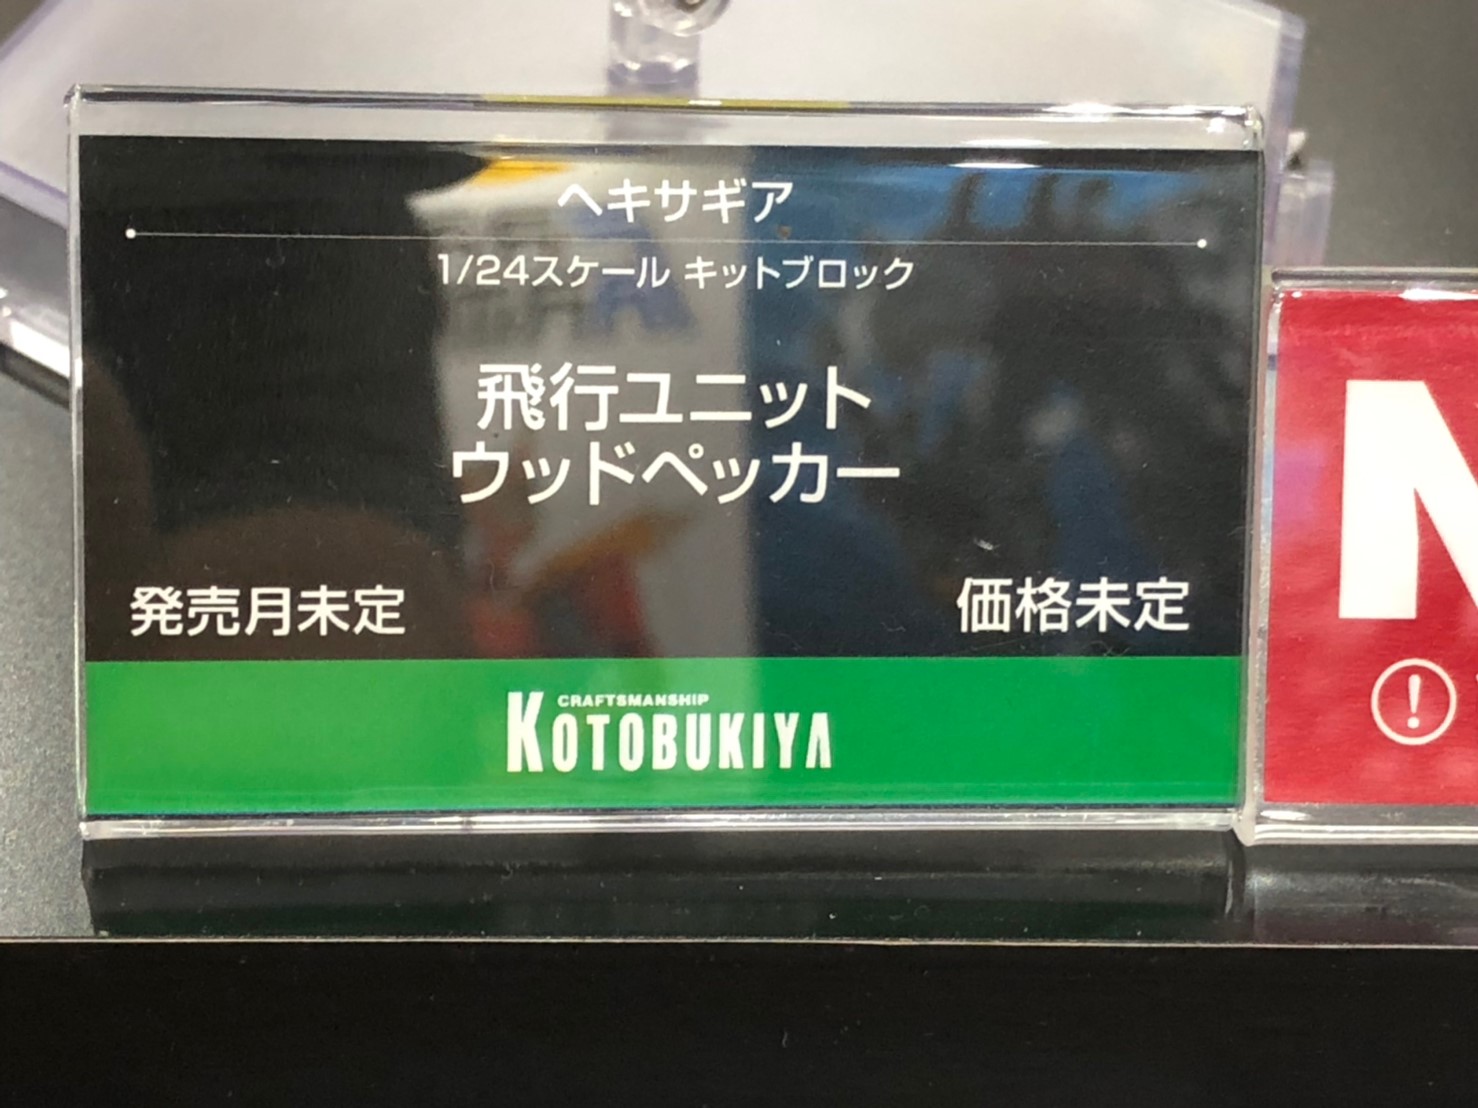 ヘキサギア
1/24スケール キットブロック
飛行ユニット
ウッドペッカー
発売月未定
価格未定
CRAFTSMANSHIP
KOTOBUKIYA